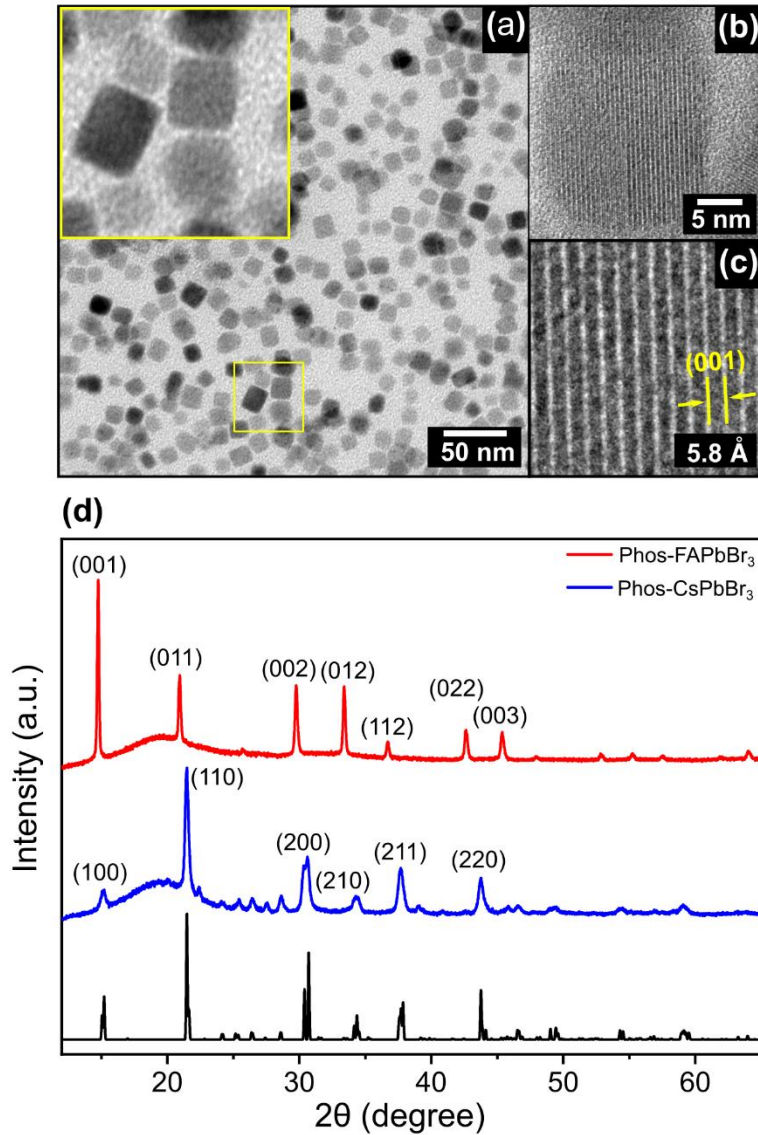 (a)
50 nm
(b)
5 nm
(c)
(001)
5.8 Å
(d)
Phos-FAPbBr₃
Phos-CsPbBr₃
(001)
(011)
(002)
(012)
(112)
(022)
(003)
(100)
(110)
(200)
(210)
(211)
(220)
Intensity (a.u.)
20
30
40
50
60
2θ (degree)